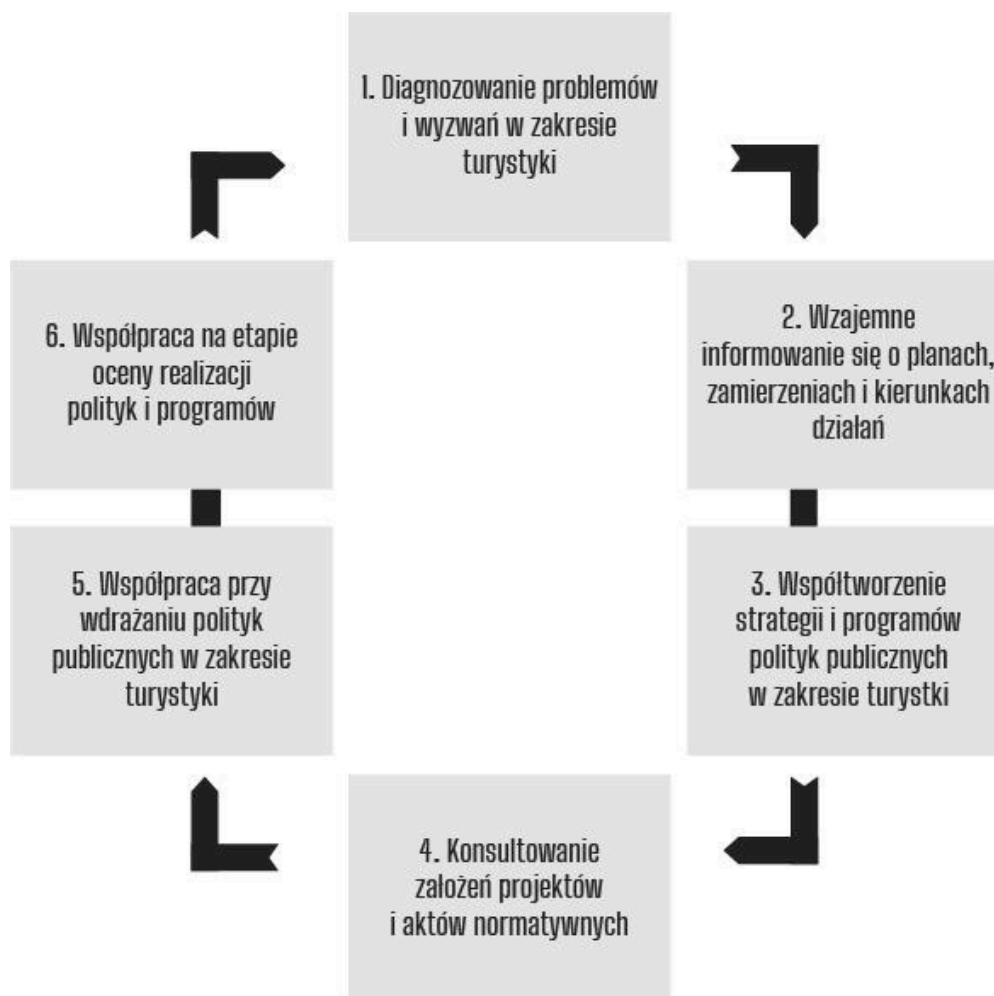 1. Diagnozowanie problemów
i wyzwań w zakresie
turystyki
2. Wzajemne
informowanie się o planach,
zamierzeniach i kierunkach
działań
3. Współtworzenie
strategii i programów
polityk publicznych
w zakresie turystki
4. Konsultowanie
założeń projektów
i aktów normatywnych
5. Współpraca przy
wdrażaniu polityk
publicznych w zakresie
turystyki
6. Współpraca na etapie
oceny realizacji
polityk i programów